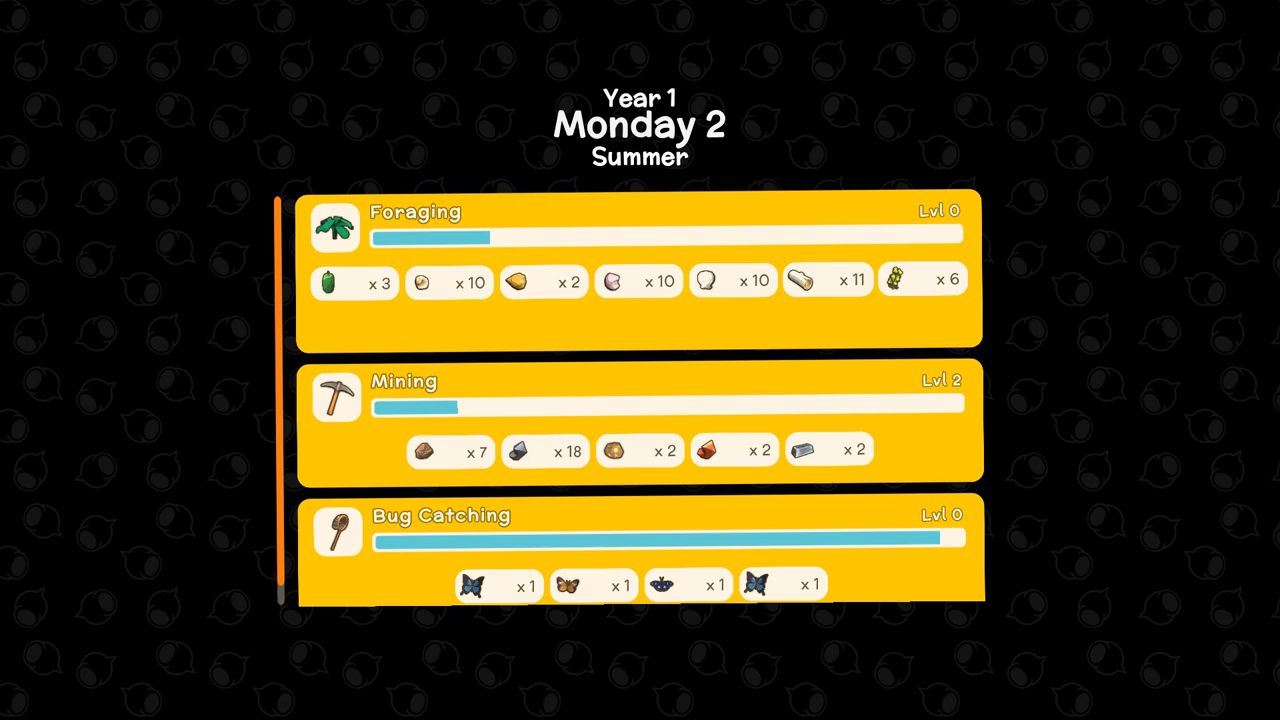 Year 1
Monday 2
Summer
Foraging Lvl 0
x 3 x 10 x 2 x 10 x 10 x 11 x 6
Mining Lvl 2
x 7 x 18 x 2 x 2 x 2
Bug Catching Lvl 0
x 1 x 1 x 1 x 1